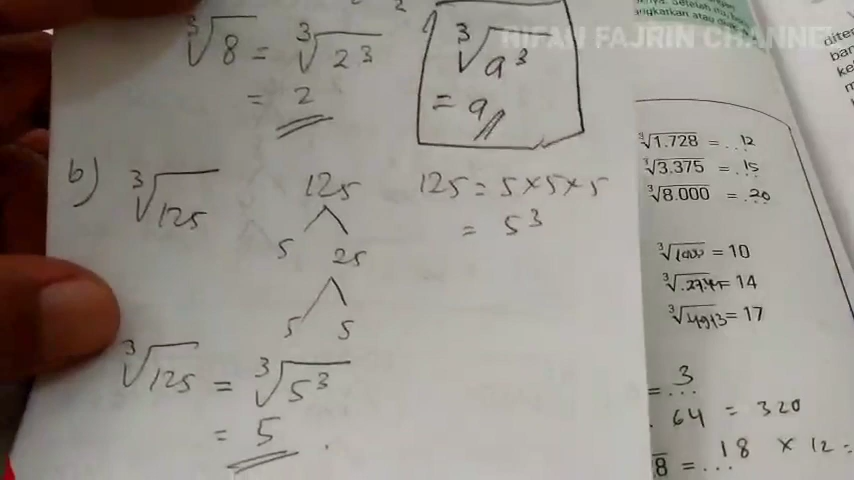 ∛8 = ∛2³
= 2
∛a³
= a
b) ∛125
125
5 25
5 5
125 = 5 × 5 × 5
= 5³
∛125 = ∛5³
= 5 .
RIFAN FAJRIN CHANNEL
angkatkan atau
∛1.728 = ...12
∛3.375 = ...15
∛8.000 = ...20
= 10
= 14
∛4913 = 17
= ...3
. 64 = 320
8 = ...18 × 12 =